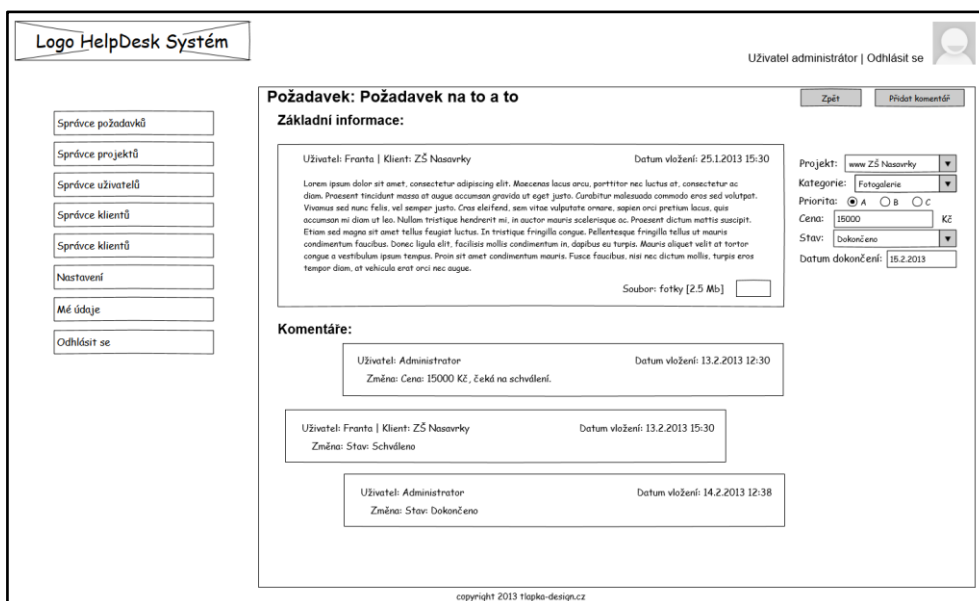 Logo HelpDesk Systém
Uživatel administrátor | Odhlásit se
Správce požadavků
Správce projektů
Správce uživatelů
Správce klientů
Správce klientů
Nastavení
Mé údaje
Odhlásit se
Požadavek: Požadavek na to a to
Zpět
Přidat komentář
Základní informace:
Uživatel: Franta | Klient: ZŠ Nasavrky
Datum vložení: 25.1.2013 15:30
Lorem ipsum dolor sit amet, consectetur adipiscing elit. Maecenas lacus arcu, porttitor nec luctus at, consectetur ac
diam. Praesent tincidunt massa at augue accumsan gravida ut eget justo. Curabitur malesuada commodo eros sed volutpat.
Vivamus sed nunc felis, vel semper justo. Cras eleifend, sem vitae vulputate ornare, sapien orci pretium lacus, quis
accumsan mi diam ut leo. Nullam tristique hendrerit mi, in auctor mauris scelerisque ac. Praesent dictum mattis suscipit.
Etiam sed magna sit amet tellus feugiat luctus. In tristique fringilla congue. Pellentesque fringilla tellus ut mauris
condimentum faucibus. Donec ligula elit, facilisis mollis condimentum in, dapibus eu turpis. Mauris aliquet velit at tortor
congue a vestibulum ipsum tempus. Proin sit amet condimentum mauris. Fusce faucibus, nisi nec dictum mollis, turpis eros
tempor diam, at vehicula erat orci nec augue.
Soubor: fotky [2.5 Mb]
Projekt: www ZŠ Nasavrky
Kategorie: Fotogalerie
Priorita: A B C
Cena: 15000 Kč
Stav: Dokončeno
Datum dokončení: 15.2.2013
Komentáře:
Uživatel: Administrator
Datum vložení: 13.2.2013 12:30
Změna: Cena: 15000 Kč, čeká na schválení.
Uživatel: Franta | Klient: ZŠ Nasavrky
Datum vložení: 13.2.2013 15:30
Změna: Stav: Schváleno
Uživatel: Administrator
Datum vložení: 14.2.2013 12:38
Změna: Stav: Dokončeno
copyright 2013 tlapka-design.cz